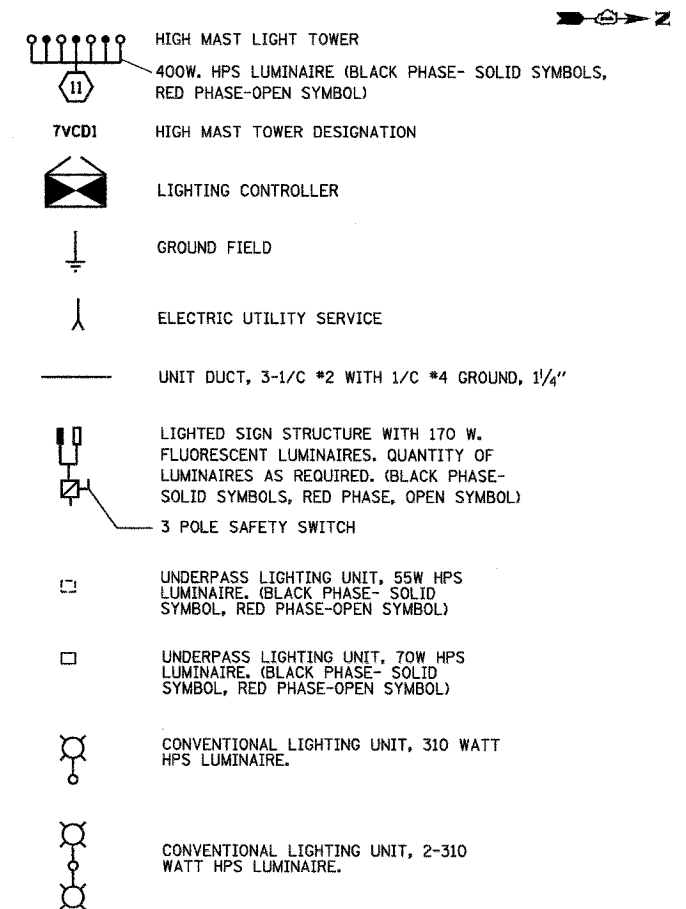 N
HIGH MAST LIGHT TOWER
400W. HPS LUMINAIRE (BLACK PHASE- SOLID SYMBOLS,
RED PHASE-OPEN SYMBOL)
11
7VCD1 HIGH MAST TOWER DESIGNATION
LIGHTING CONTROLLER
GROUND FIELD
ELECTRIC UTILITY SERVICE
UNIT DUCT, 3-1/C #2 WITH 1/C #4 GROUND, 1 1/4"
LIGHTED SIGN STRUCTURE WITH 170 W.
FLUORESCENT LUMINAIRES. QUANTITY OF
LUMINAIRES AS REQUIRED. (BLACK PHASE-
SOLID SYMBOLS, RED PHASE, OPEN SYMBOL)
3 POLE SAFETY SWITCH
UNDERPASS LIGHTING UNIT, 55W HPS
LUMINAIRE. (BLACK PHASE- SOLID
SYMBOL, RED PHASE-OPEN SYMBOL)
UNDERPASS LIGHTING UNIT, 70W HPS
LUMINAIRE. (BLACK PHASE- SOLID
SYMBOL, RED PHASE-OPEN SYMBOL)
CONVENTIONAL LIGHTING UNIT, 310 WATT
HPS LUMINAIRE.
CONVENTIONAL LIGHTING UNIT, 2-310
WATT HPS LUMINAIRE.